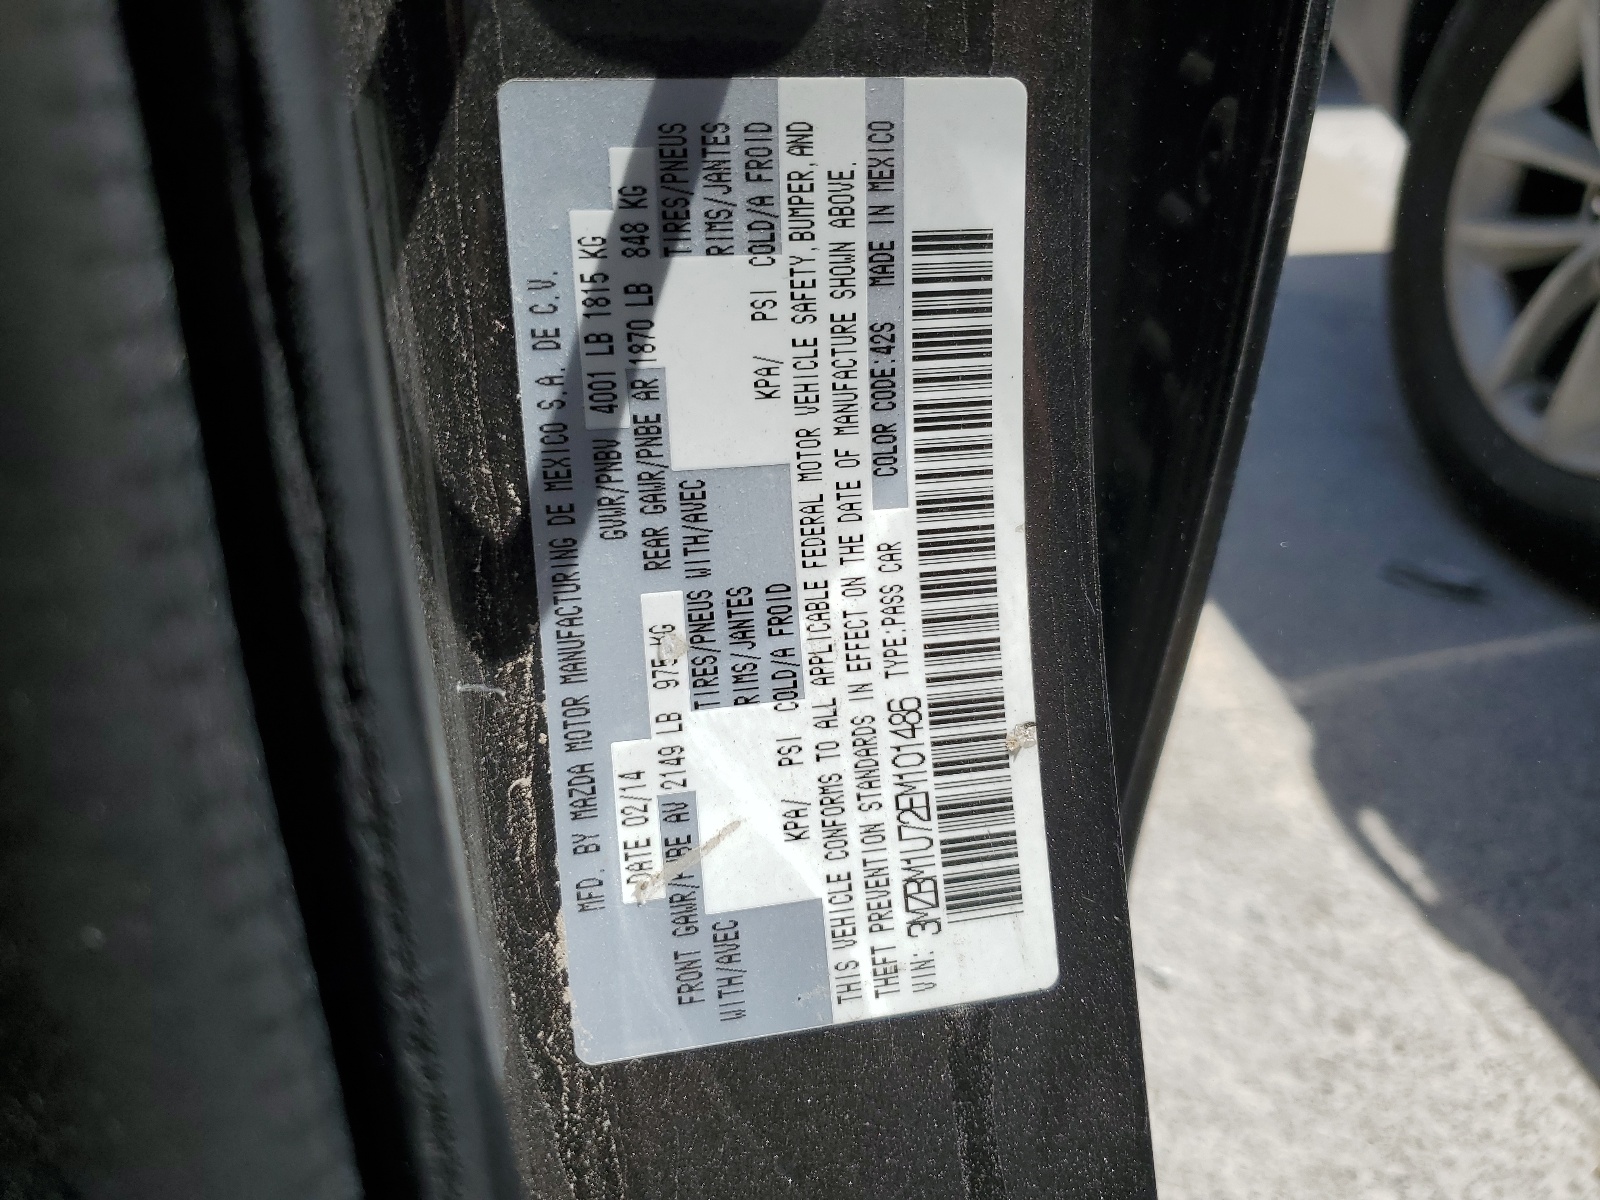 MFD. BY MAZDA MOTOR MANUFACTURING DE MEXICO S.A. DE C.V.
DATE 02/14 GVWR/PNBV 4001 LB 1815 KG
FRONT GAWR/PNBE AV 2149 LB 975 KG REAR GAWR/PNBE AR 1870 LB 848 KG
WITH/AVEC TIRES/PNEUS WITH/AVEC TIRES/PNEUS
RIMS/JANTES RIMS/JANTES
KPA/ PSI COLD/A FROID KPA/ PSI COLD/A FROID
THIS VEHICLE CONFORMS TO ALL APPLICABLE FEDERAL MOTOR VEHICLE SAFETY, BUMPER, AND
THEFT PREVENTION STANDARDS IN EFFECT ON THE DATE OF MANUFACTURE SHOWN ABOVE.
VIN: 3MZBM1U72EM101486 TYPE:PASS CAR COLOR CODE:42S MADE IN MEXICO